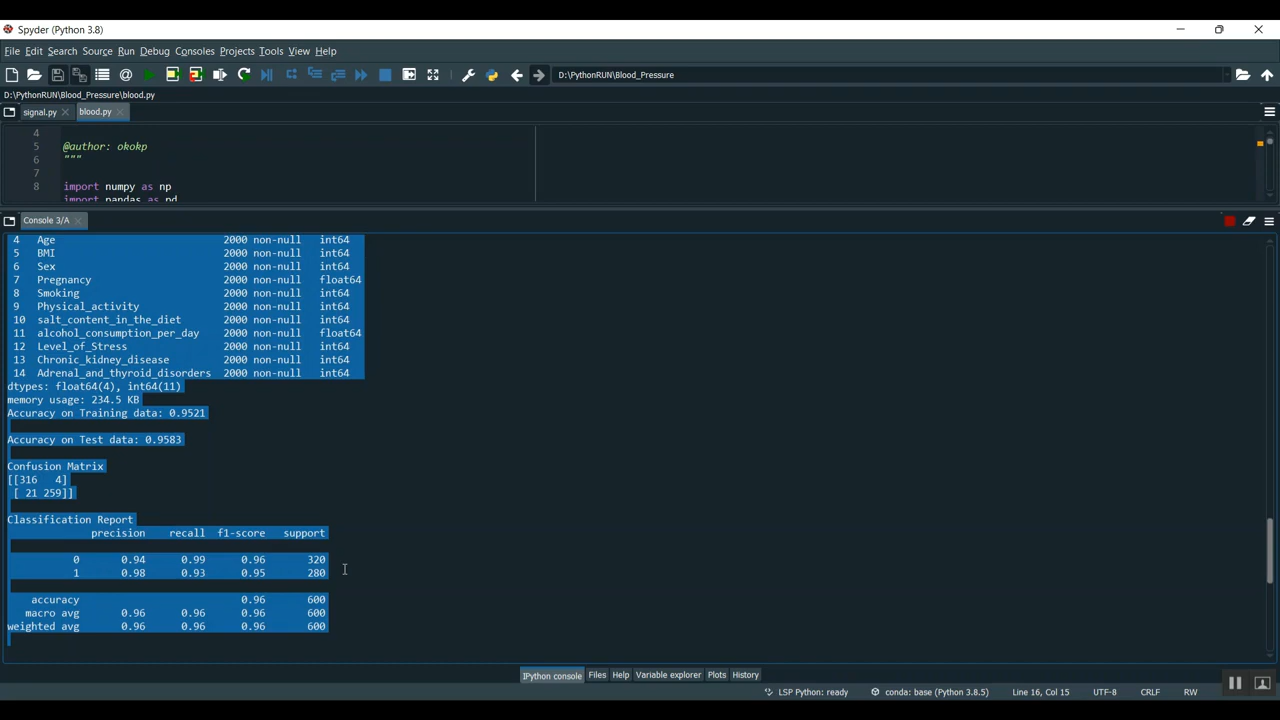 Spyder (Python 3.8)
File Edit Search Source Run Debug Consoles Projects Tools View Help
D:\PythonRUN\Blood_Pressure
D:\PythonRUN\Blood_Pressure\blood.py
signal.py blood.py
4
5 @author: okokp
6 """
7
8 import numpy as np
import pandas as pd
Console 3/A
4 Age 2000 non-null int64
5 BMI 2000 non-null int64
6 Sex 2000 non-null int64
7 Pregnancy 2000 non-null float64
8 Smoking 2000 non-null int64
9 Physical_activity 2000 non-null int64
10 salt_content_in_the_diet 2000 non-null int64
11 alcohol_consumption_per_day 2000 non-null float64
12 Level_of_Stress 2000 non-null int64
13 Chronic_kidney_disease 2000 non-null int64
14 Adrenal_and_thyroid_disorders 2000 non-null int64
dtypes: float64(4), int64(11)
memory usage: 234.5 KB
Accuracy on Training data: 0.9521
Accuracy on Test data: 0.9583
Confusion Matrix
[[316 4]
[ 21 259]]
Classification Report
precision recall f1-score support
0 0.94 0.99 0.96 320
1 0.98 0.93 0.95 280
accuracy 0.96 600
macro avg 0.96 0.96 0.96 600
weighted avg 0.96 0.96 0.96 600
IPython console Files Help Variable explorer Plots History
LSP Python: ready conda: base (Python 3.8.5) Line 16, Col 15 UTF-8 CRLF RW